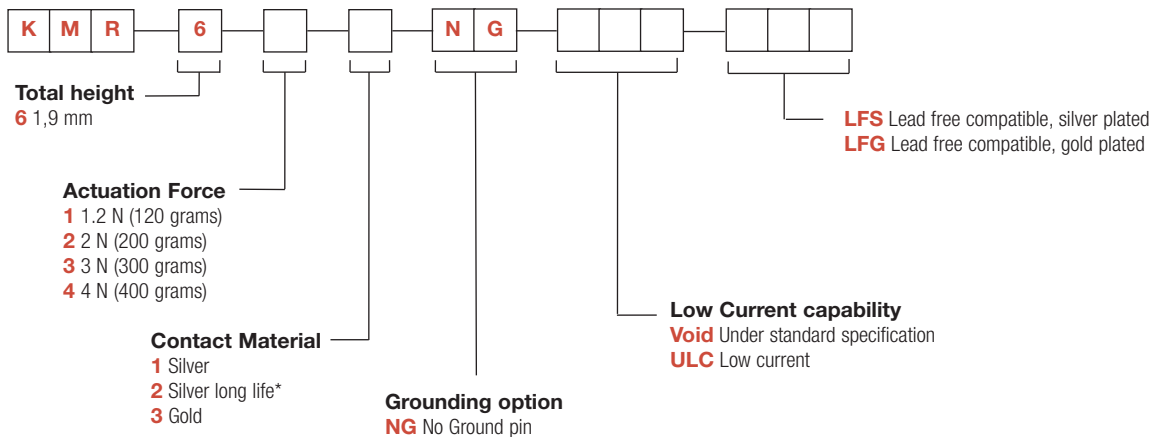 K M R 6 N G
Total height
6 1,9 mm
LFS Lead free compatible, silver plated
LFG Lead free compatible, gold plated
Actuation Force
1 1.2 N (120 grams)
2 2 N (200 grams)
3 3 N (300 grams)
4 4 N (400 grams)
Low Current capability
Void Under standard specification
ULC Low current
Contact Material
1 Silver
2 Silver long life*
3 Gold
Grounding option
NG No Ground pin